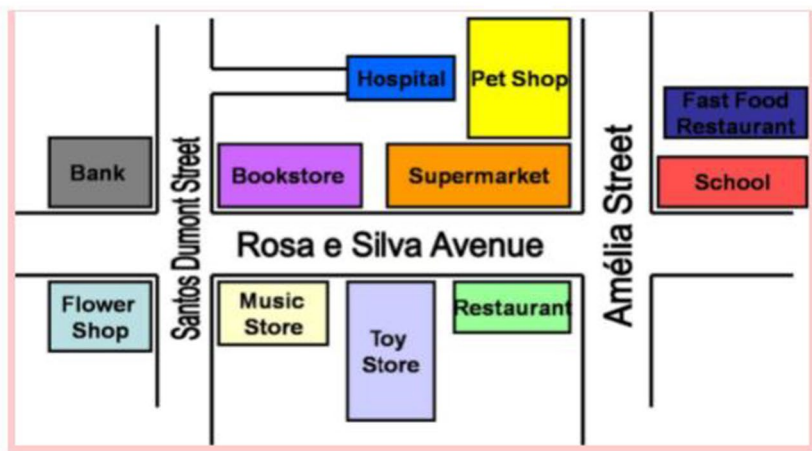 Hospital
Pet Shop
Fast Food
Restaurant
Bank
Santos Dumont Street
Bookstore
Supermarket
Amélia Street
School
Rosa e Silva Avenue
Flower
Shop
Music
Store
Toy
Store
Restaurant